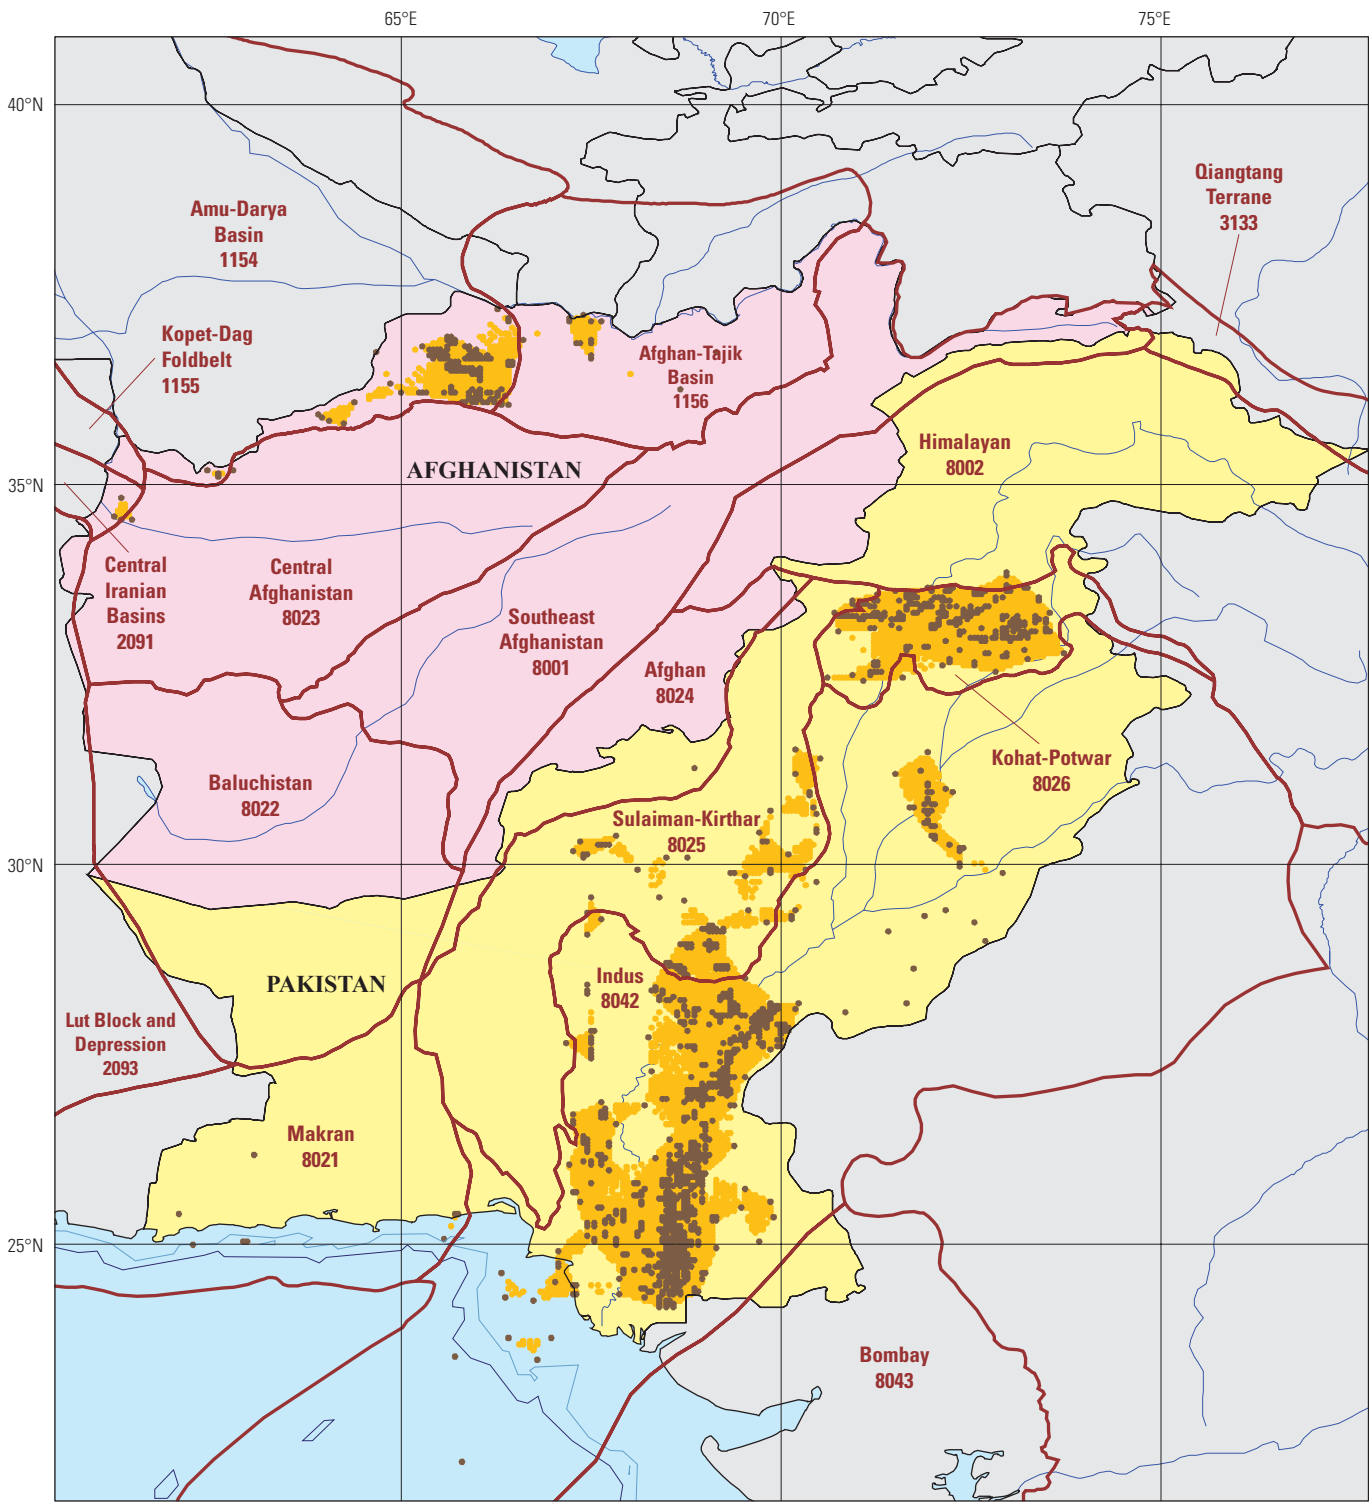 65°E
70°E
75°E
40°N
Qiangtang
Terrane
3133
Amu-Darya
Basin
1154
Kopet-Dag
Foldbelt
1155
Afghan-Tajik
Basin
1156
Himalayan
8002
AFGHANISTAN
35°N
Central
Iranian
Basins
2091
Central
Afghanistan
8023
Southeast
Afghanistan
8001
Afghan
8024
Kohat-Potwar
8026
Baluchistan
8022
Sulaiman-Kirthar
8025
30°N
PAKISTAN
Indus
8042
Lut Block and
Depression
2093
Makran
8021
25°N
Bombay
8043